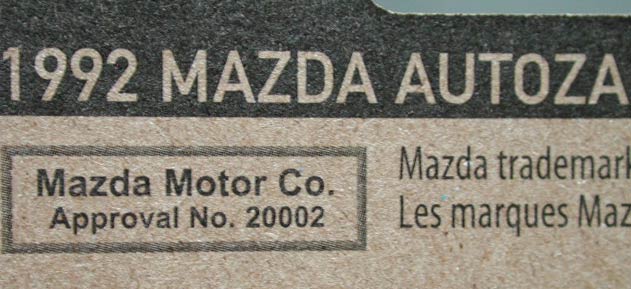 1992 MAZDA AUTOZA
Mazda Motor Co.
Approval No. 20002
Mazda trademark
Les marques Maz